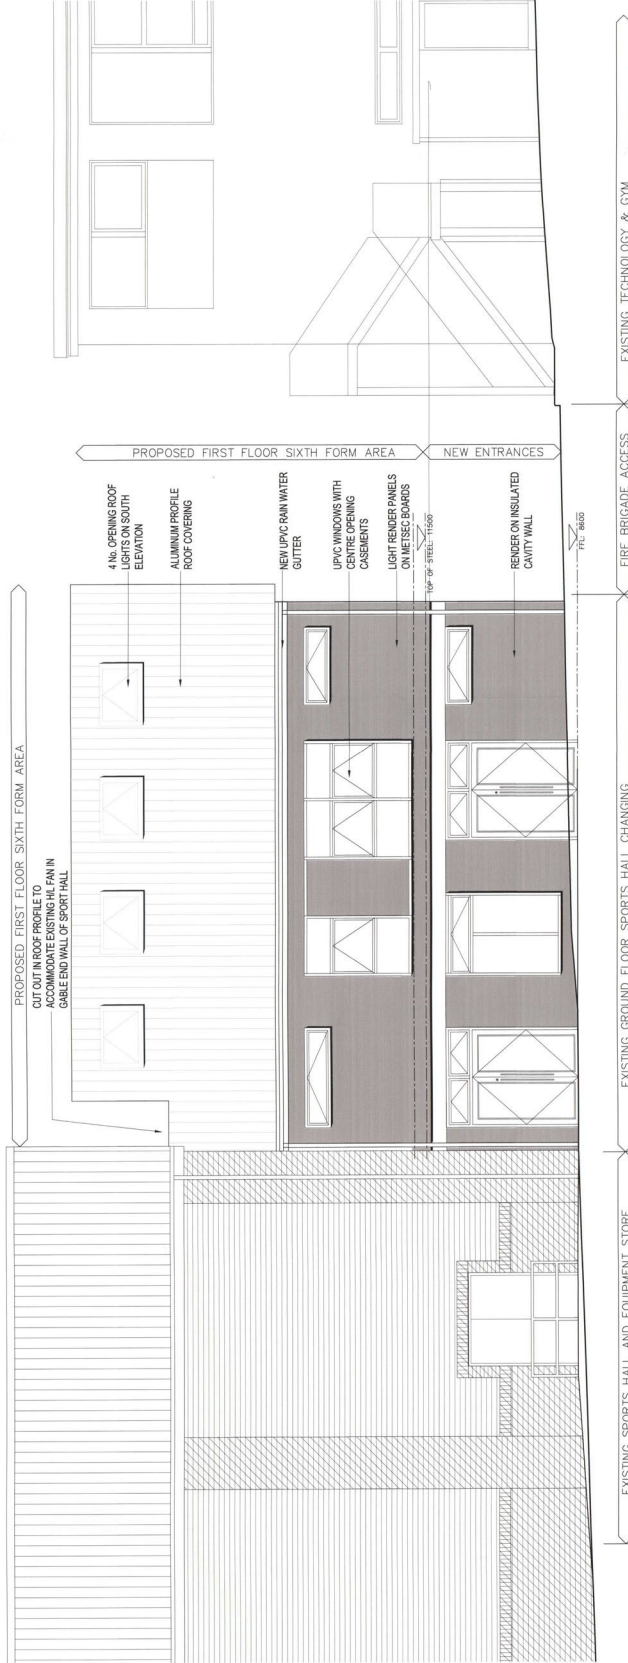 PROPOSED FIRST FLOOR SIXTH FORM AREA
CUT OUT IN ROOF PROFILE TO
ACCOMMODATE EXISTING H/L FAN IN
GABLE END WALL OF SPORT HALL
PROPOSED FIRST FLOOR SIXTH FORM AREA
NEW ENTRANCES
4 No. OPENING ROOF
LIGHTS ON SOUTH
ELEVATION
ALUMINUM PROFILE
ROOF COVERING
NEW UPVC RAIN WATER
GUTTER
UPVC WINDOWS WITH
CENTRE OPENING
CASEMENTS
LIGHT RENDER PANELS
ON METSEC BOARDS
TOP OF STEEL 11500
RENDER ON INSULATED
CAVITY WALL
FFL: 8600
EXISTING SPORTS HALL AND EQUIPMENT STORE
EXISTING GROUND FLOOR SPORTS HALL CHANGING
FIRE BRIGADE ACCESS
EXISTING TECHNOLOGY & GYM